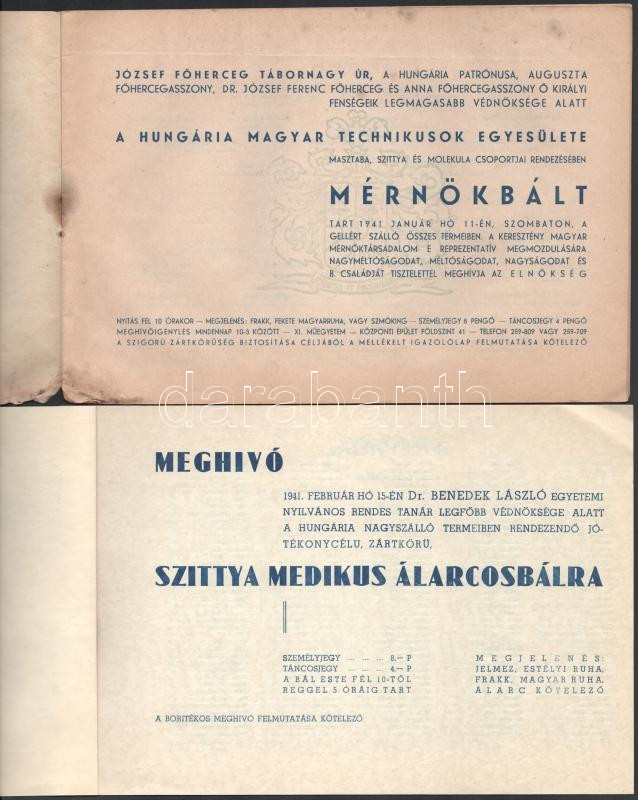 JÓZSEF FŐHERCEG TÁBORNAGY ÚR, A HUNGÁRIA PATRÓNUSA, AUGUSZTA
FŐHERCEGASSZONY, DR. JÓZSEF FERENC FŐHERCEG ÉS ANNA FŐHERCEGASSZONY Ő KIRÁLYI
FENSÉGEIK LEGMAGASABB VÉDNÖKSÉGE ALATT
A HUNGÁRIA MAGYAR TECHNIKUSOK EGYESÜLETE
MASZTABA, SZITTYA ÉS MOLEKULA CSOPORTJAI RENDEZÉSÉBEN
MÉRNÖKBÁLT
TART 1941 JANUÁR HÓ 11-ÉN, SZOMBATON, A
GELLÉRT SZÁLLÓ ÖSSZES TERMEIBEN. A KERESZTÉNY MAGYAR
MÉRNÖKTÁRSADALOM E REPREZENTATÍV MEGMOZDULÁSÁRA
NAGYMÉLTÓSÁGODAT, MÉLTÓSÁGODAT, NAGYSÁGODAT ÉS
B. CSALÁDJÁT TISZTELETTEL MEGHÍVJA AZ ELNÖKSÉG
NYITÁS FÉL 10 ÓRAKOR — MEGJELENÉS: FRAKK, FEKETE MAGYARRUHA, VAGY SZMÓKING — SZEMÉLYJEGY 8 PENGŐ — TÁNCOSJEGY 4 PENGŐ
MEGHÍVÓIGÉNYLÉS MINDENNAP 10-3 KÖZÖTT — XI. MŰEGYETEM — KÖZPONTI ÉPÜLET FÖLDSZINT 41 — TELEFON 259-809 VAGY 259-709
A SZIGORÚ ZÁRTKÖRŰSÉG BIZTOSÍTÁSA CÉLJÁBÓL A MELLÉKELT IGAZOLÓLAP FELMUTATÁSA KÖTELEZŐ
darabanth
MEGHIVÓ
1941. FEBRUÁR HÓ 15-ÉN Dr. BENEDEK LÁSZLÓ EGYETEMI
NYILVÁNOS RENDES TANÁR LEGFŐBB VÉDNÖKSÉGE ALATT
A HUNGÁRIA NAGYSZÁLLÓ TERMEIBEN RENDEZENDŐ JÓ-
TÉKONYCÉLU, ZÁRTKÖRÜ,
SZITTYA MEDIKUS ÁLARCOSBÁLRA
SZEMÉLYJEGY ... ... ... 8.— P
TÁNCOSJEGY ... ... ... 4.— P
A BÁL ESTE FÉL 10-TŐL
REGGEL 5 ÓRÁIG TART
MEGJELENÉS:
JELMEZ, ESTÉLYI RUHA,
FRAKK, MAGYAR RUHA,
ÁLARC KÖTELEZŐ
A BORITÉKOS MEGHIVÓ FELMUTATÁSA KÖTELEZŐ